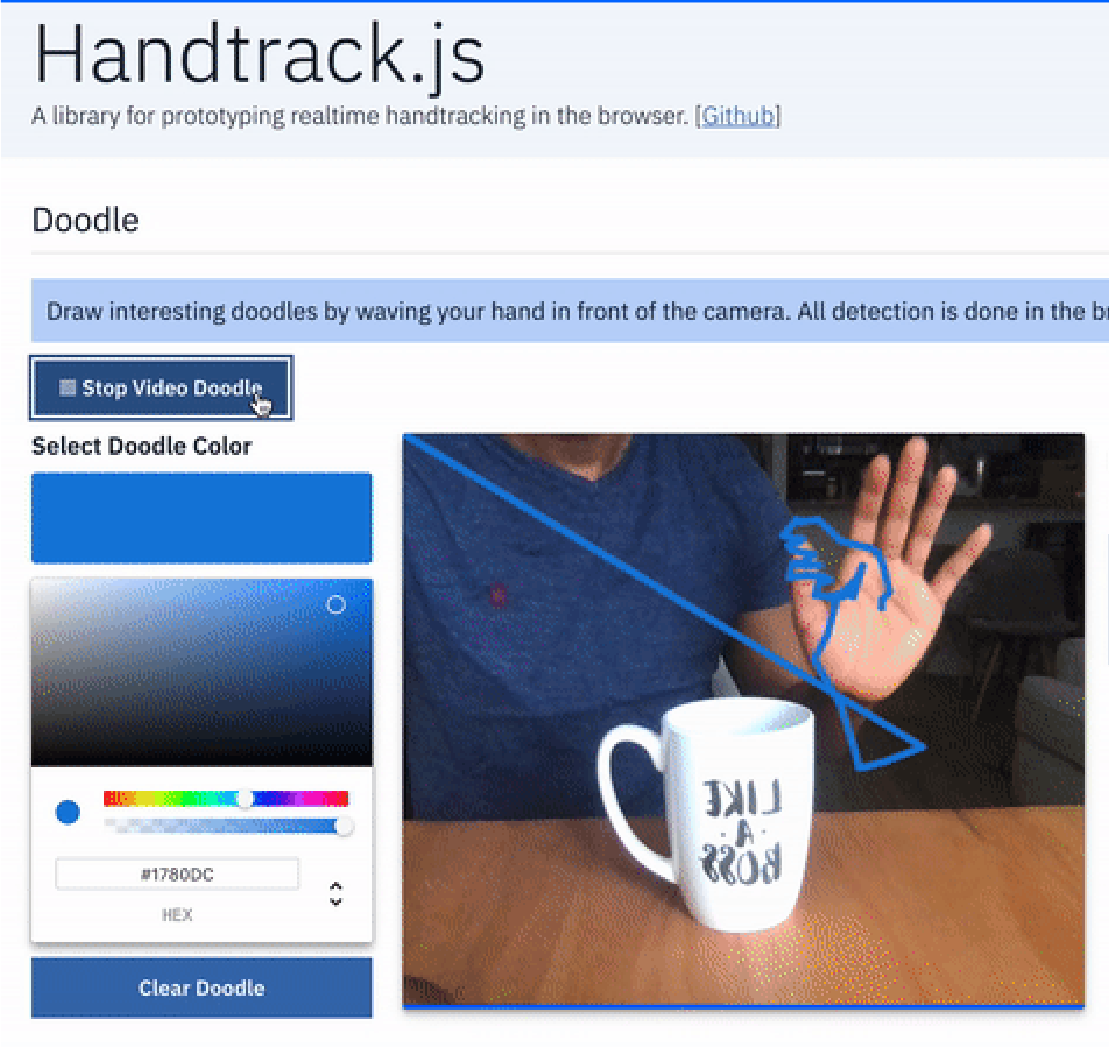 Handtrack.js
A library for prototyping realtime handtracking in the browser. [Github]
Doodle
Draw interesting doodles by waving your hand in front of the camera. All detection is done in the
Stop Video Doodle
Select Doodle Color
LIKE
A
BOSS
#1780DC
HEX
Clear Doodle